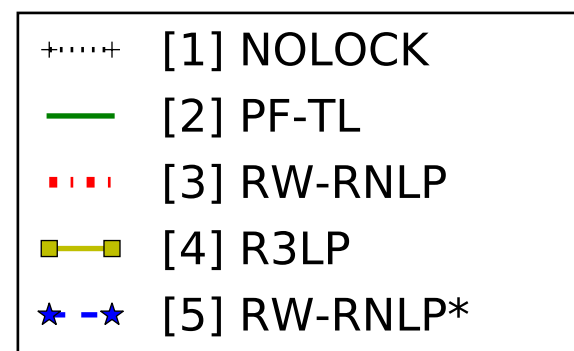 [1] NOLOCK
[2] PF-TL
[3] RW-RNLP
[4] R3LP
[5] RW-RNLP*